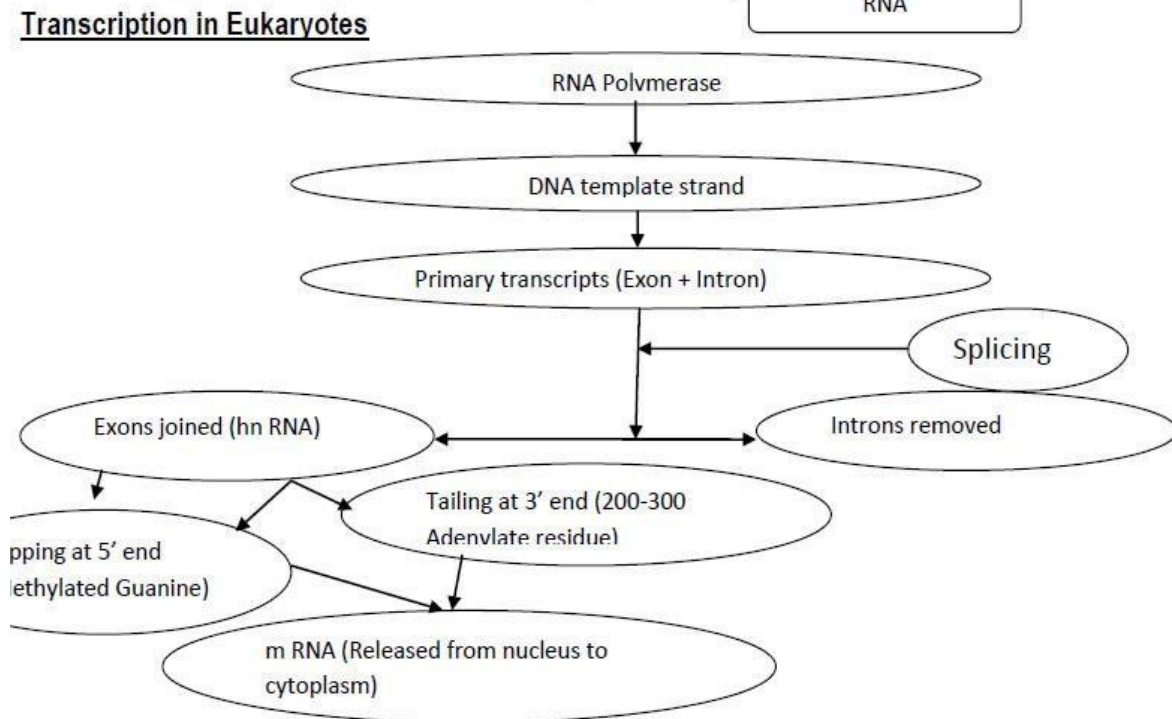 RNA
Transcription in Eukaryotes
RNA Polymerase
DNA template strand
Primary transcripts (Exon + Intron)
Splicing
Exons joined (hn RNA)
Introns removed
Tailing at 3' end (200-300
Adenylate residue)
pping at 5' end
ethylated Guanine)
m RNA (Released from nucleus to
cytoplasm)